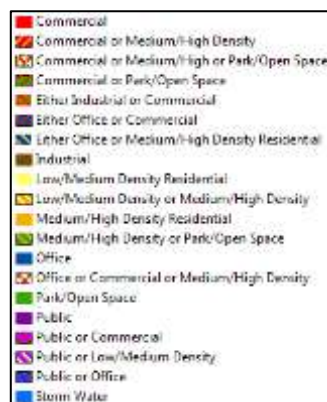 Commercial
Commercial or Medium/High Density
Commercial or Medium/High or Park/Open Space
Commercial or Park/Open Space
Either Industrial or Commercial
Either Office or Commercial
Either Office or Medium/High Density Residential
Industrial
Low/Medium Density Residential
Low/Medium Density or Medium/High Density
Medium/High Density Residential
Medium/High Density or Park/Open Space
Office
Office or Commercial or Medium/High Density
Park/Open Space
Public
Public or Commercial
Public or Low/Medium Density
Public or Office
Storm Water